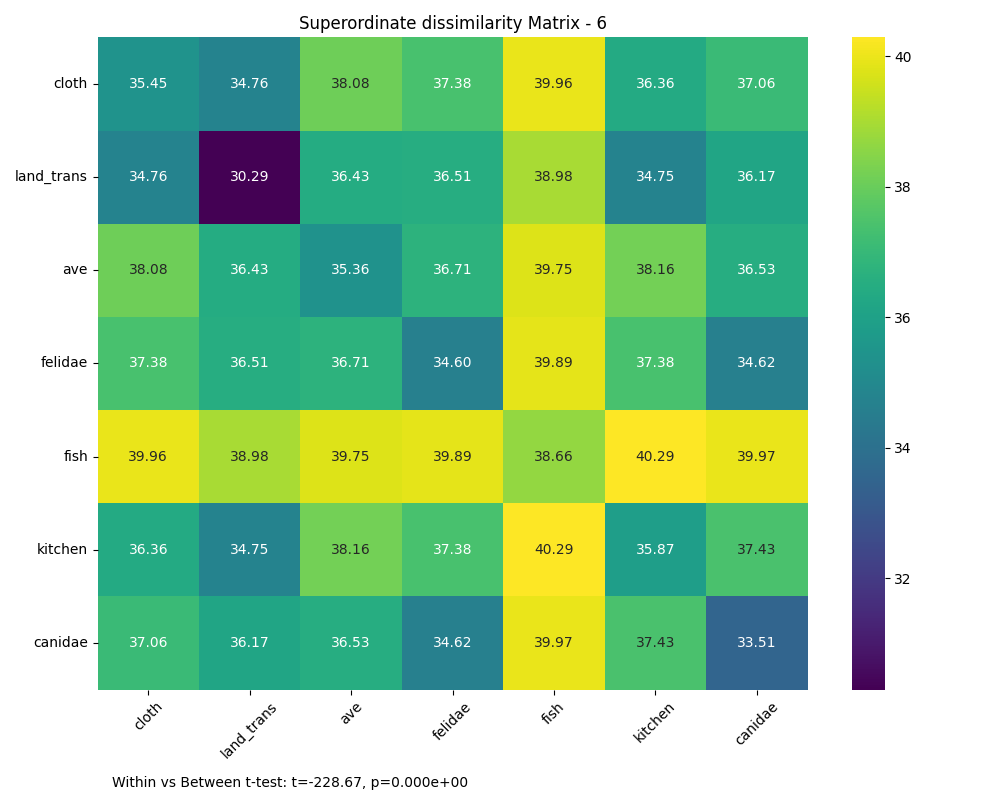 Superordinate dissimilarity Matrix - 6
cloth 35.45 34.76 38.08 37.38 39.96 36.36 37.06
land_trans 34.76 30.29 36.43 36.51 38.98 34.75 36.17
ave 38.08 36.43 35.36 36.71 39.75 38.16 36.53
felidae 37.38 36.51 36.71 34.60 39.89 37.38 34.62
fish 39.96 38.98 39.75 39.89 38.66 40.29 39.97
kitchen 36.36 34.75 38.16 37.38 40.29 35.87 37.43
canidae 37.06 36.17 36.53 34.62 39.97 37.43 33.51
cloth land_trans ave felidae fish kitchen canidae
40
38
36
34
32
Within vs Between t-test: t=-228.67, p=0.000e+00